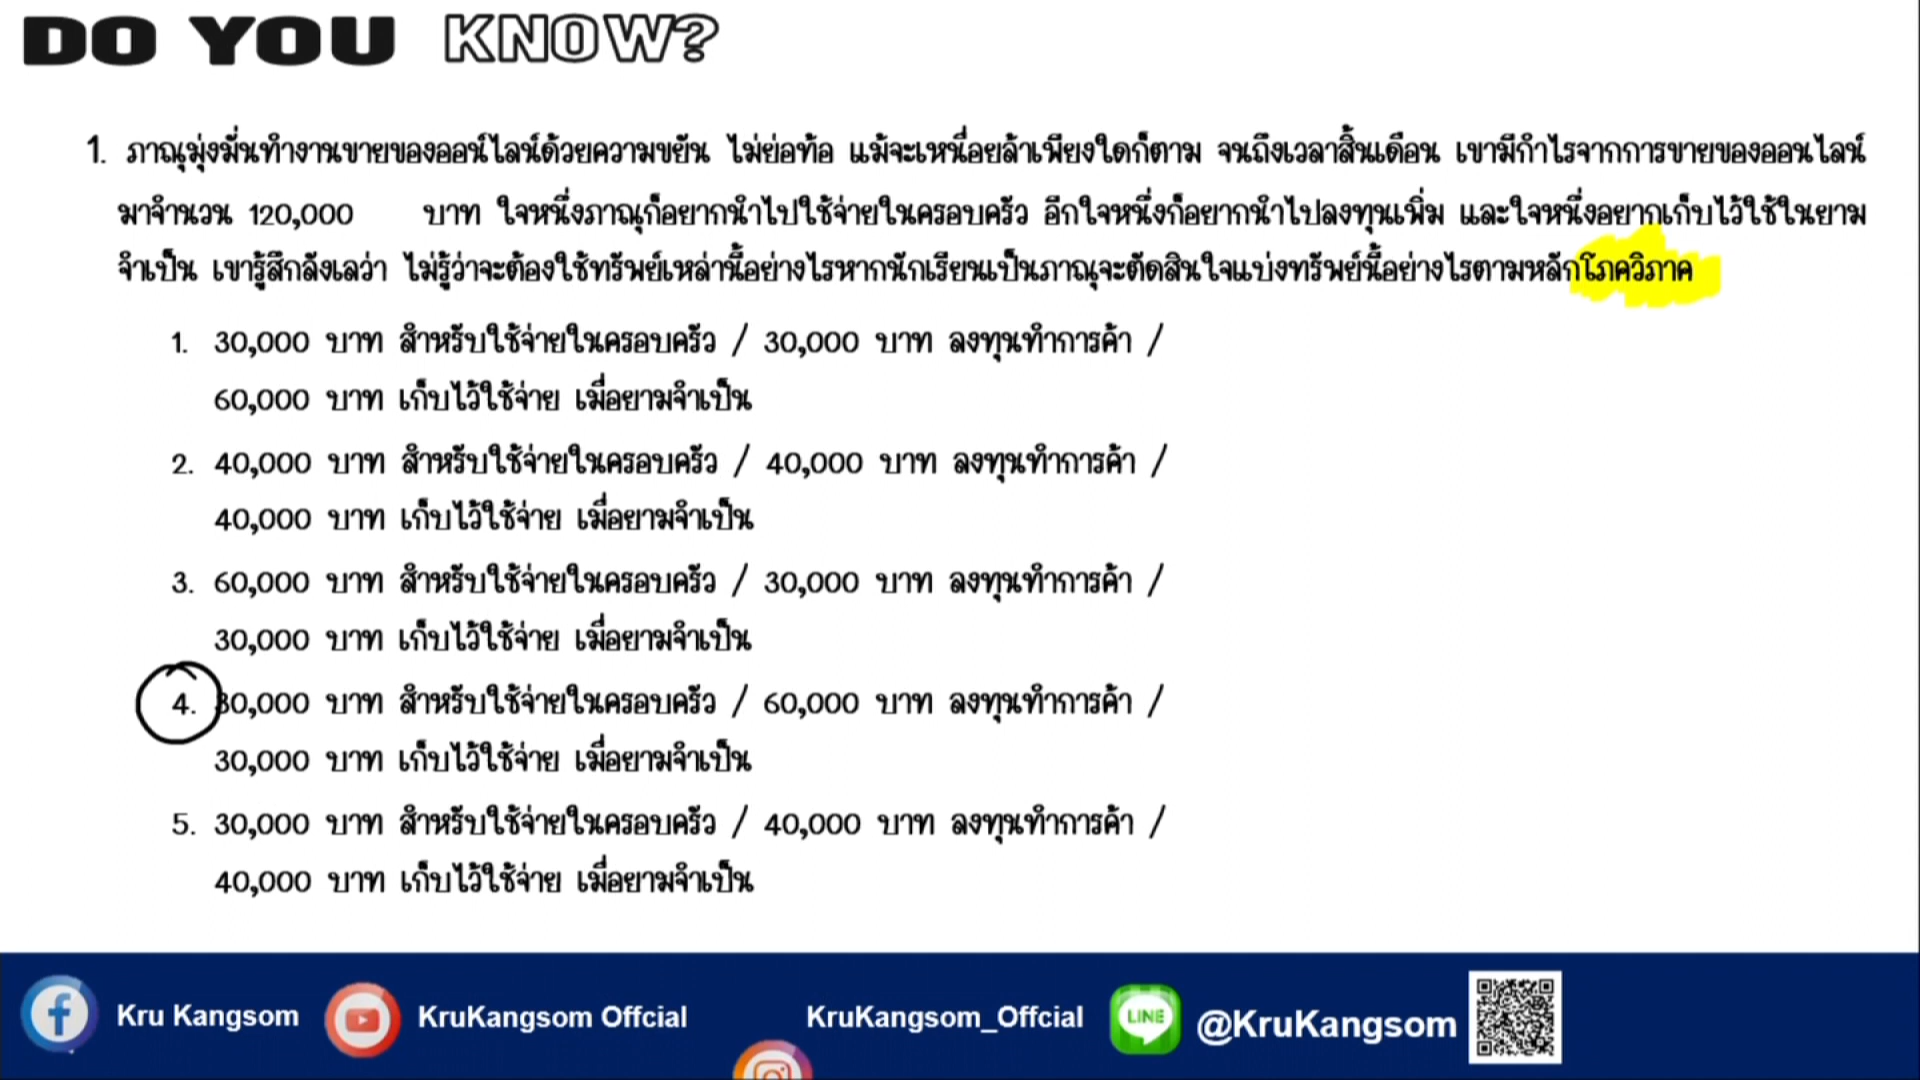 DO YOU KNOW?
1. ภาณุมุ่งมั่นทำงานขายของออน์ไลน์ด้วยความขยัน ไม่ย่อท้อ แม้จะเหนื่อยล้าเพียงใดก็ตาม จนถึงเวลาสิ้นเดือน เขามีกำไรจากการขายของออนไลน์
มาจำนวน 120,000 บาท ใจหนึ่งภาณุก็อยากนำไปใช้จ่ายในครอบครัว อีกใจหนึ่งก็อยากนำไปลงทุนเพิ่ม และใจหนึ่งอยากเก็บไว้ใช้ในยาม
จำเป็น เขารู้สึกลังเลว่า ไม่รู้ว่าจะต้องใช้ทรัพย์เหล่านี้อย่างไรหากนักเรียนเป็นภาณุจะตัดสินใจแบ่งทรัพย์นี้อย่างไรตามหลักโภควิภาค
1. 30,000 บาท สำหรับใช้จ่ายในครอบครัว / 30,000 บาท ลงทุนทำการค้า /
60,000 บาท เก็บไว้ใช้จ่าย เมื่อยามจำเป็น
2. 40,000 บาท สำหรับใช้จ่ายในครอบครัว / 40,000 บาท ลงทุนทำการค้า /
40,000 บาท เก็บไว้ใช้จ่าย เมื่อยามจำเป็น
3. 60,000 บาท สำหรับใช้จ่ายในครอบครัว / 30,000 บาท ลงทุนทำการค้า /
30,000 บาท เก็บไว้ใช้จ่าย เมื่อยามจำเป็น
4. 30,000 บาท สำหรับใช้จ่ายในครอบครัว / 60,000 บาท ลงทุนทำการค้า /
30,000 บาท เก็บไว้ใช้จ่าย เมื่อยามจำเป็น
5. 30,000 บาท สำหรับใช้จ่ายในครอบครัว / 40,000 บาท ลงทุนทำการค้า /
40,000 บาท เก็บไว้ใช้จ่าย เมื่อยามจำเป็น
Kru Kangsom KruKangsom Offcial KruKangsom_Offcial LINE @KruKangsom